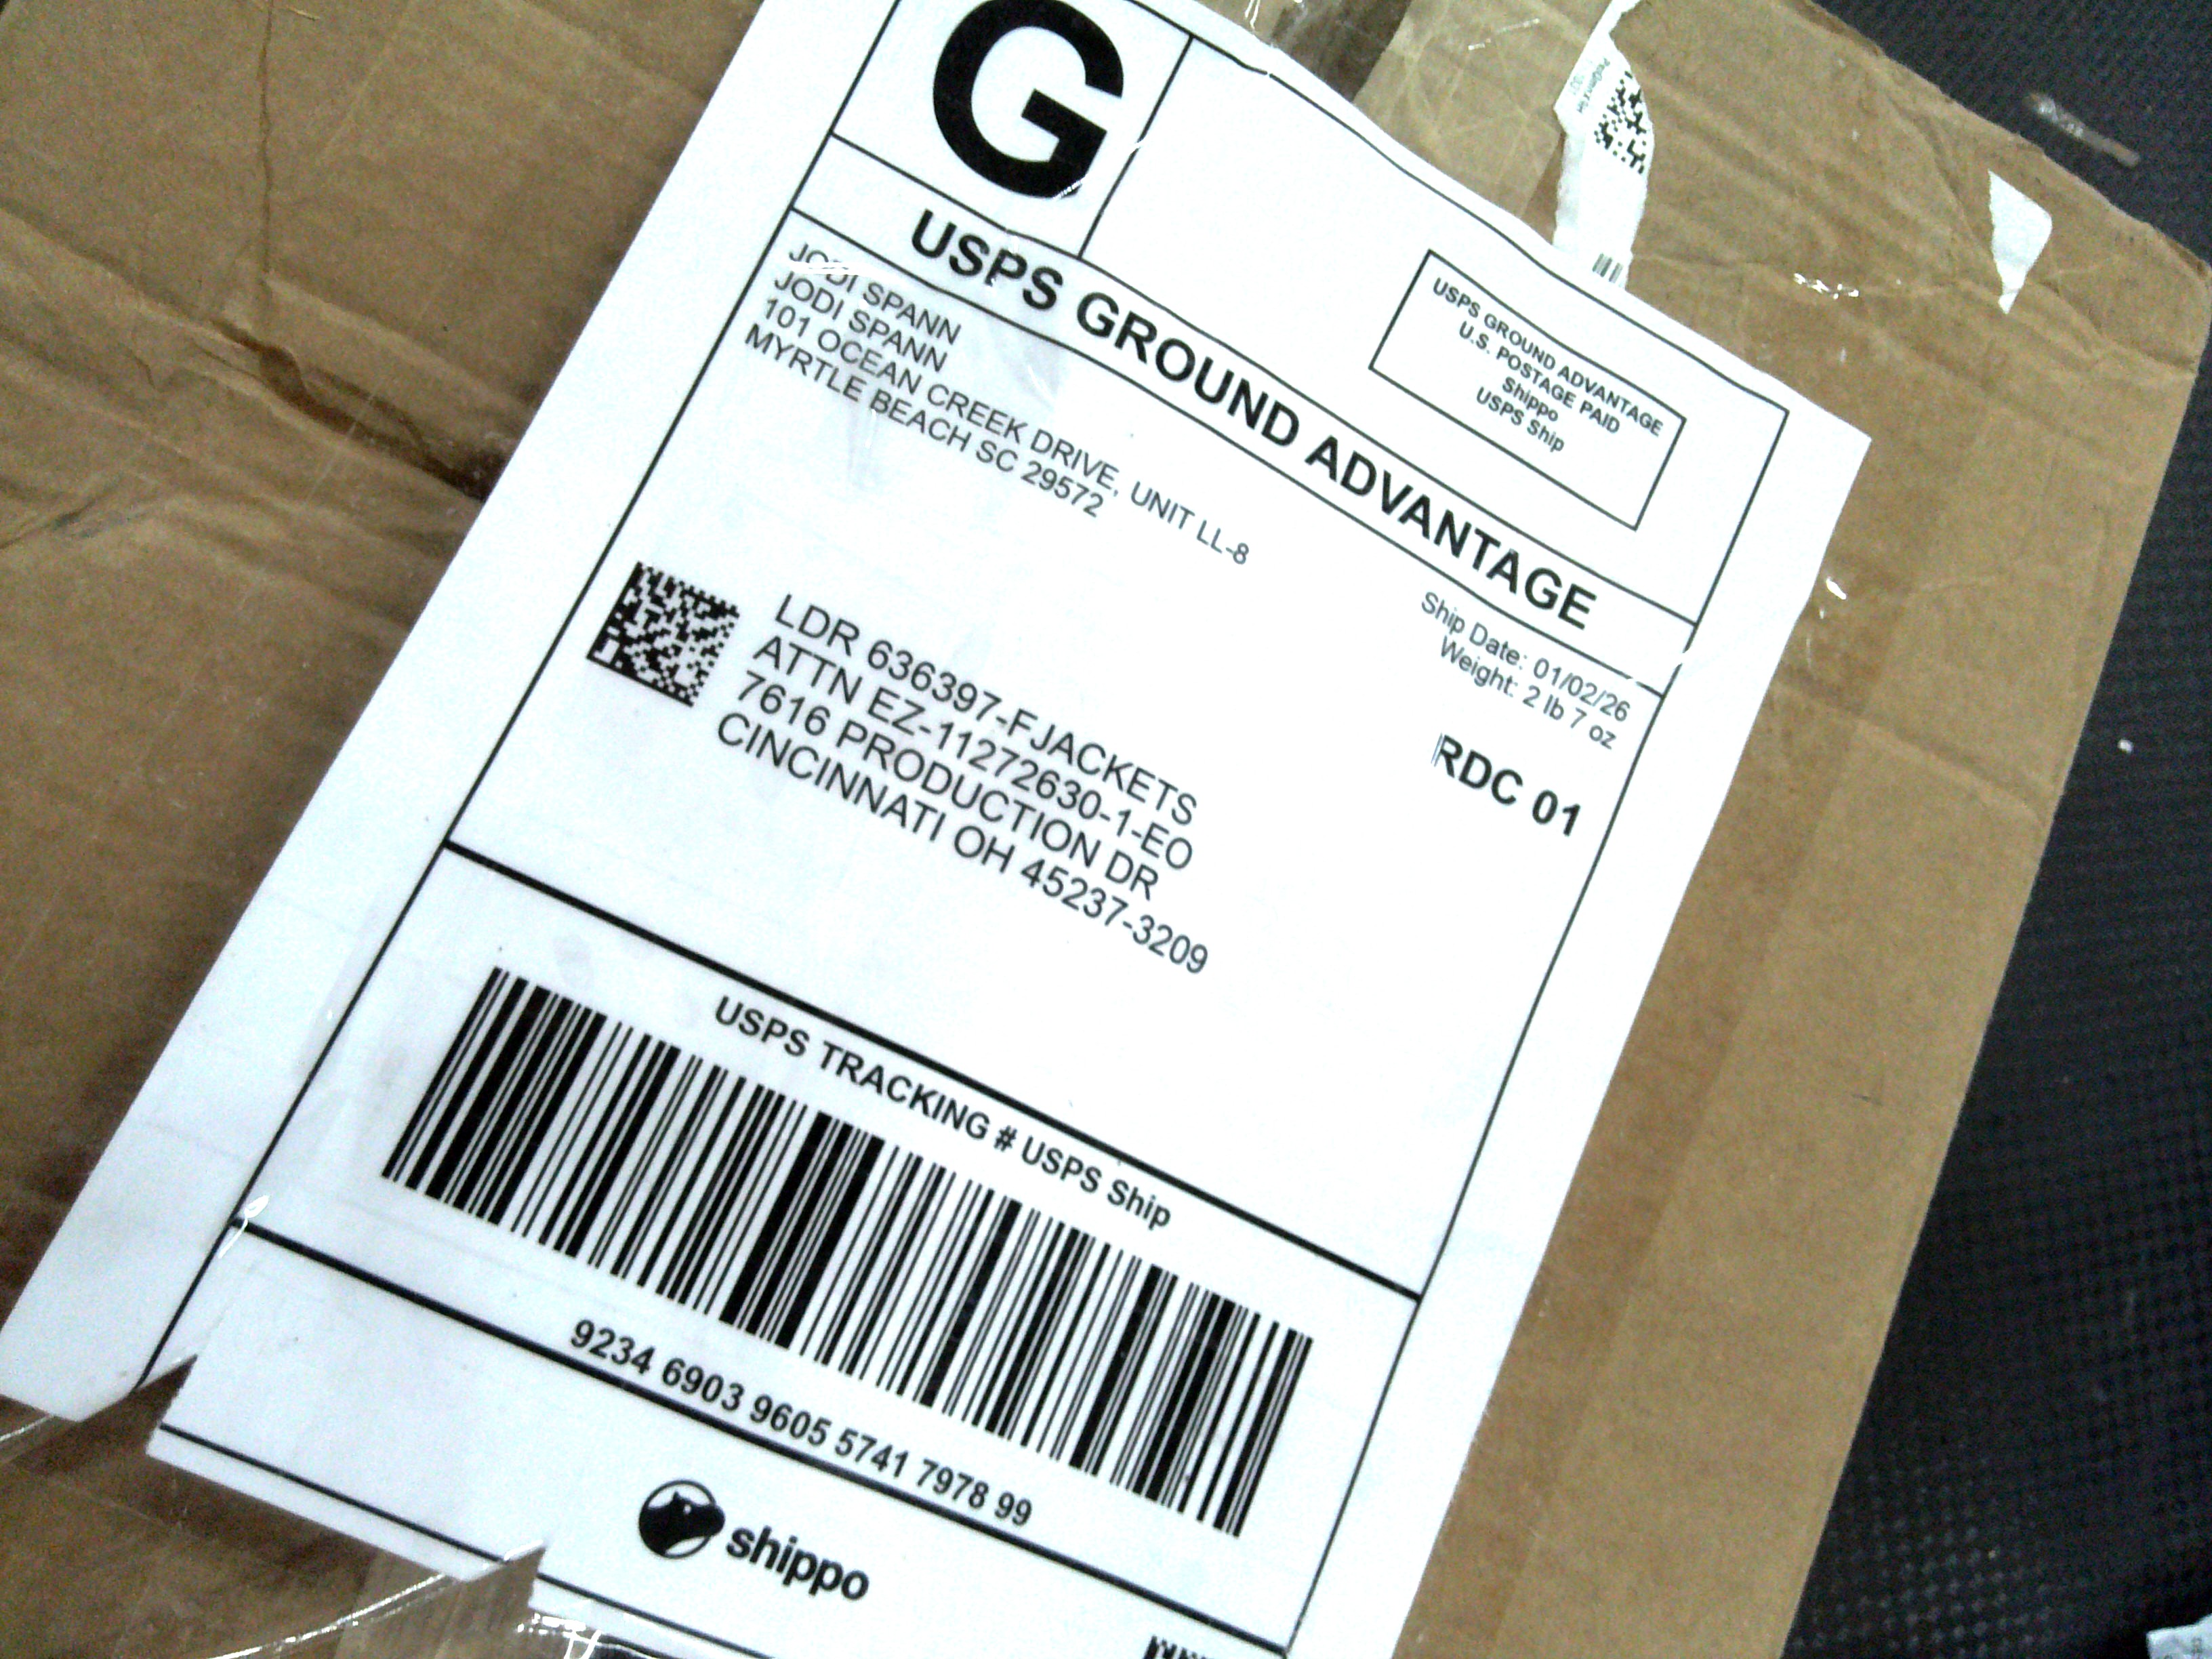 G
USPS GROUND ADVANTAGE
U.S. POSTAGE PAID
Shippo
USPS Ship
USPS GROUND ADVANTAGE
JODI SPANN
JODI SPANN
101 OCEAN CREEK DRIVE, UNIT LL-8
MYRTLE BEACH SC 29572
Ship Date: 01/02/26
Weight: 2 lb 7 oz
RDC 01
LDR 636397-FJACKETS
ATTN EZ-11272630-1-EO
7616 PRODUCTION DR
CINCINNATI OH 45237-3209
USPS TRACKING # USPS Ship
9234 6903 9605 5741 7978 99
shippo